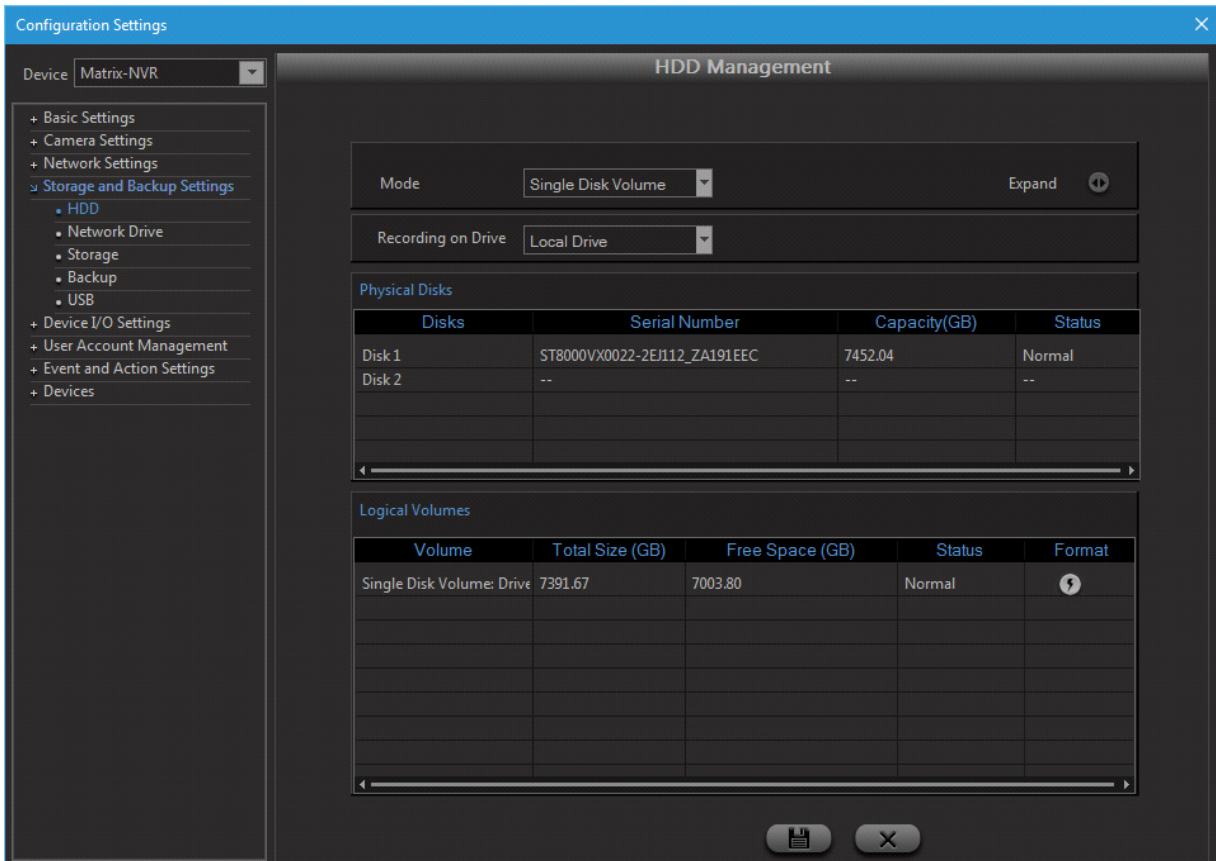 Configuration Settings
Device Matrix-NVR
+ Basic Settings
+ Camera Settings
+ Network Settings
Storage and Backup Settings
• HDD
• Network Drive
• Storage
• Backup
• USB
+ Device I/O Settings
+ User Account Management
+ Event and Action Settings
+ Devices
HDD Management
Mode Single Disk Volume Expand
Recording on Drive Local Drive
Physical Disks
Disks Serial Number Capacity(GB) Status
Disk 1 ST8000VX0022-2EJ112_ZA191EEC 7452.04 Normal
Disk 2 -- -- --
Logical Volumes
Volume Total Size (GB) Free Space (GB) Status Format
Single Disk Volume: Drive 7391.67 7003.80 Normal